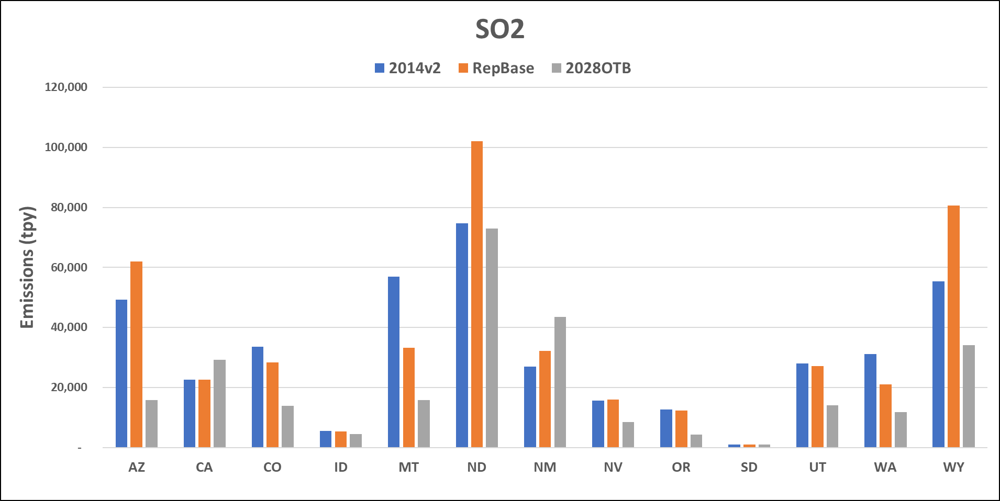 SO2
2014v2 RepBase 2028OTB
120,000
100,000
80,000
60,000
40,000
20,000
-
Emissions (tpy)
AZ CA CO ID MT ND NM NV OR SD UT WA WY